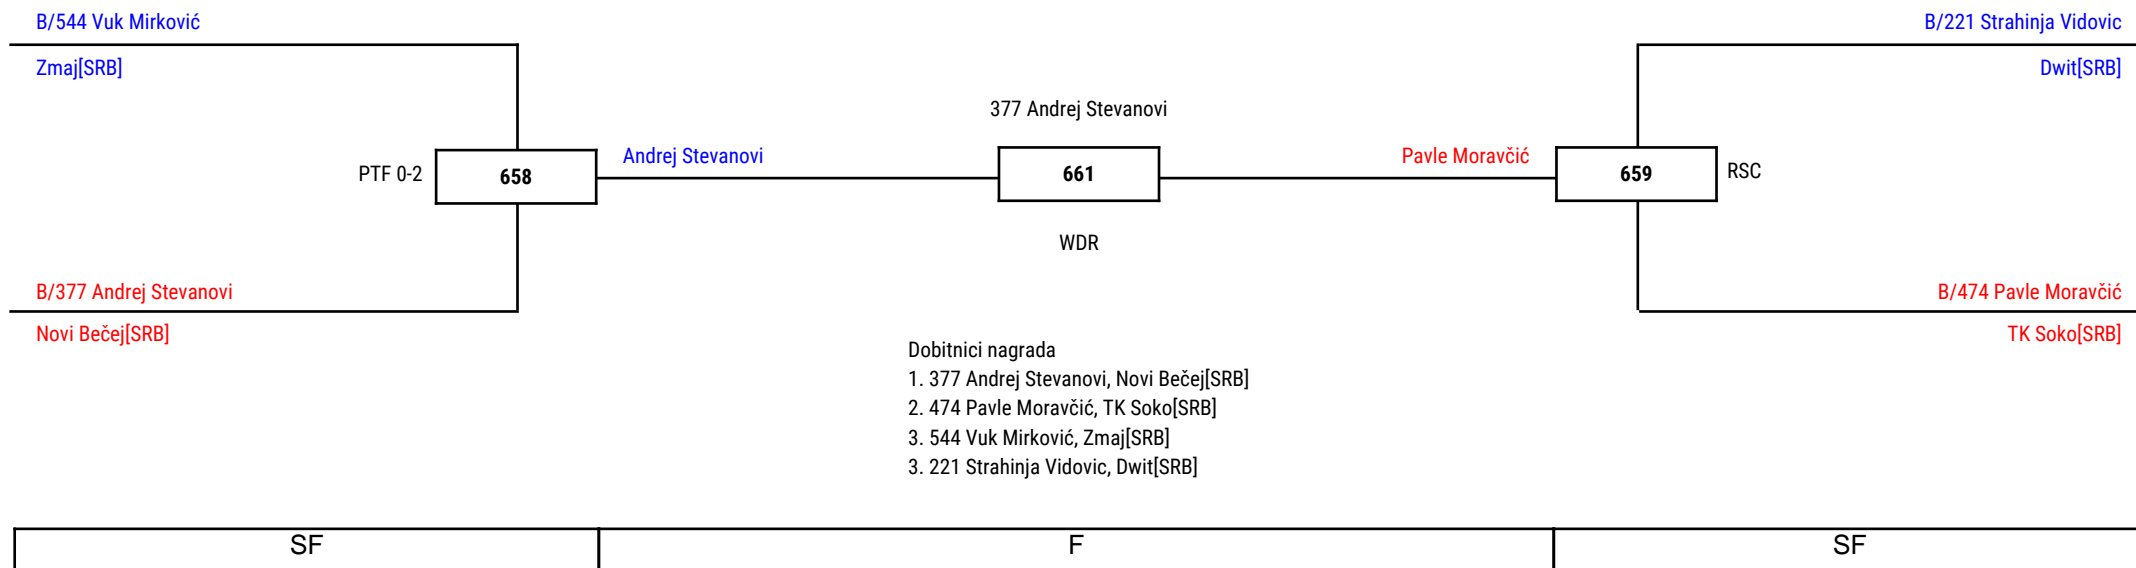 B/544 Vuk Mirković
Zmaj[SRB]
B/221 Strahinja Vidovic
Dwit[SRB]
377 Andrej Stevanovi
PTF 0-2
658
Andrej Stevanovi
661
Pavle Moravčić
659
RSC
WDR
B/377 Andrej Stevanovi
Novi Bečej[SRB]
B/474 Pavle Moravčić
TK Soko[SRB]
Dobitnici nagrada
1. 377 Andrej Stevanovi, Novi Bečej[SRB]
2. 474 Pavle Moravčić, TK Soko[SRB]
3. 544 Vuk Mirković, Zmaj[SRB]
3. 221 Strahinja Vidovic, Dwit[SRB]
SF
F
SF